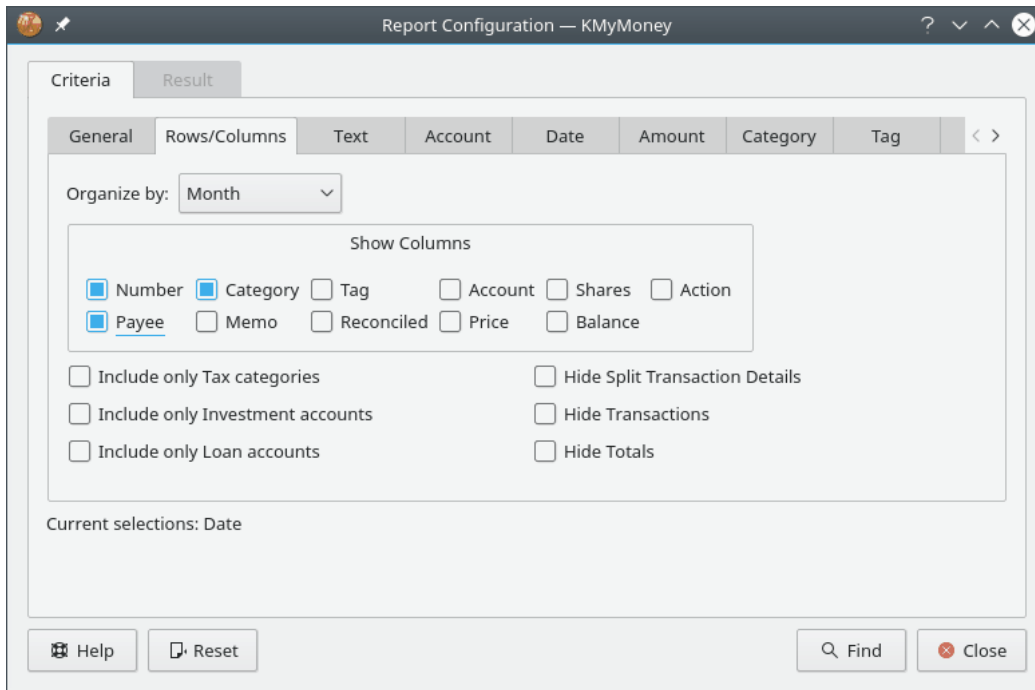 Report Configuration — KMyMoney
Criteria Result
General Rows/Columns Text Account Date Amount Category Tag
Organize by: Month
Show Columns
Number Category Tag Account Shares Action
Payee Memo Reconciled Price Balance
Include only Tax categories Hide Split Transaction Details
Include only Investment accounts Hide Transactions
Include only Loan accounts Hide Totals
Current selections: Date
Help Reset Find Close